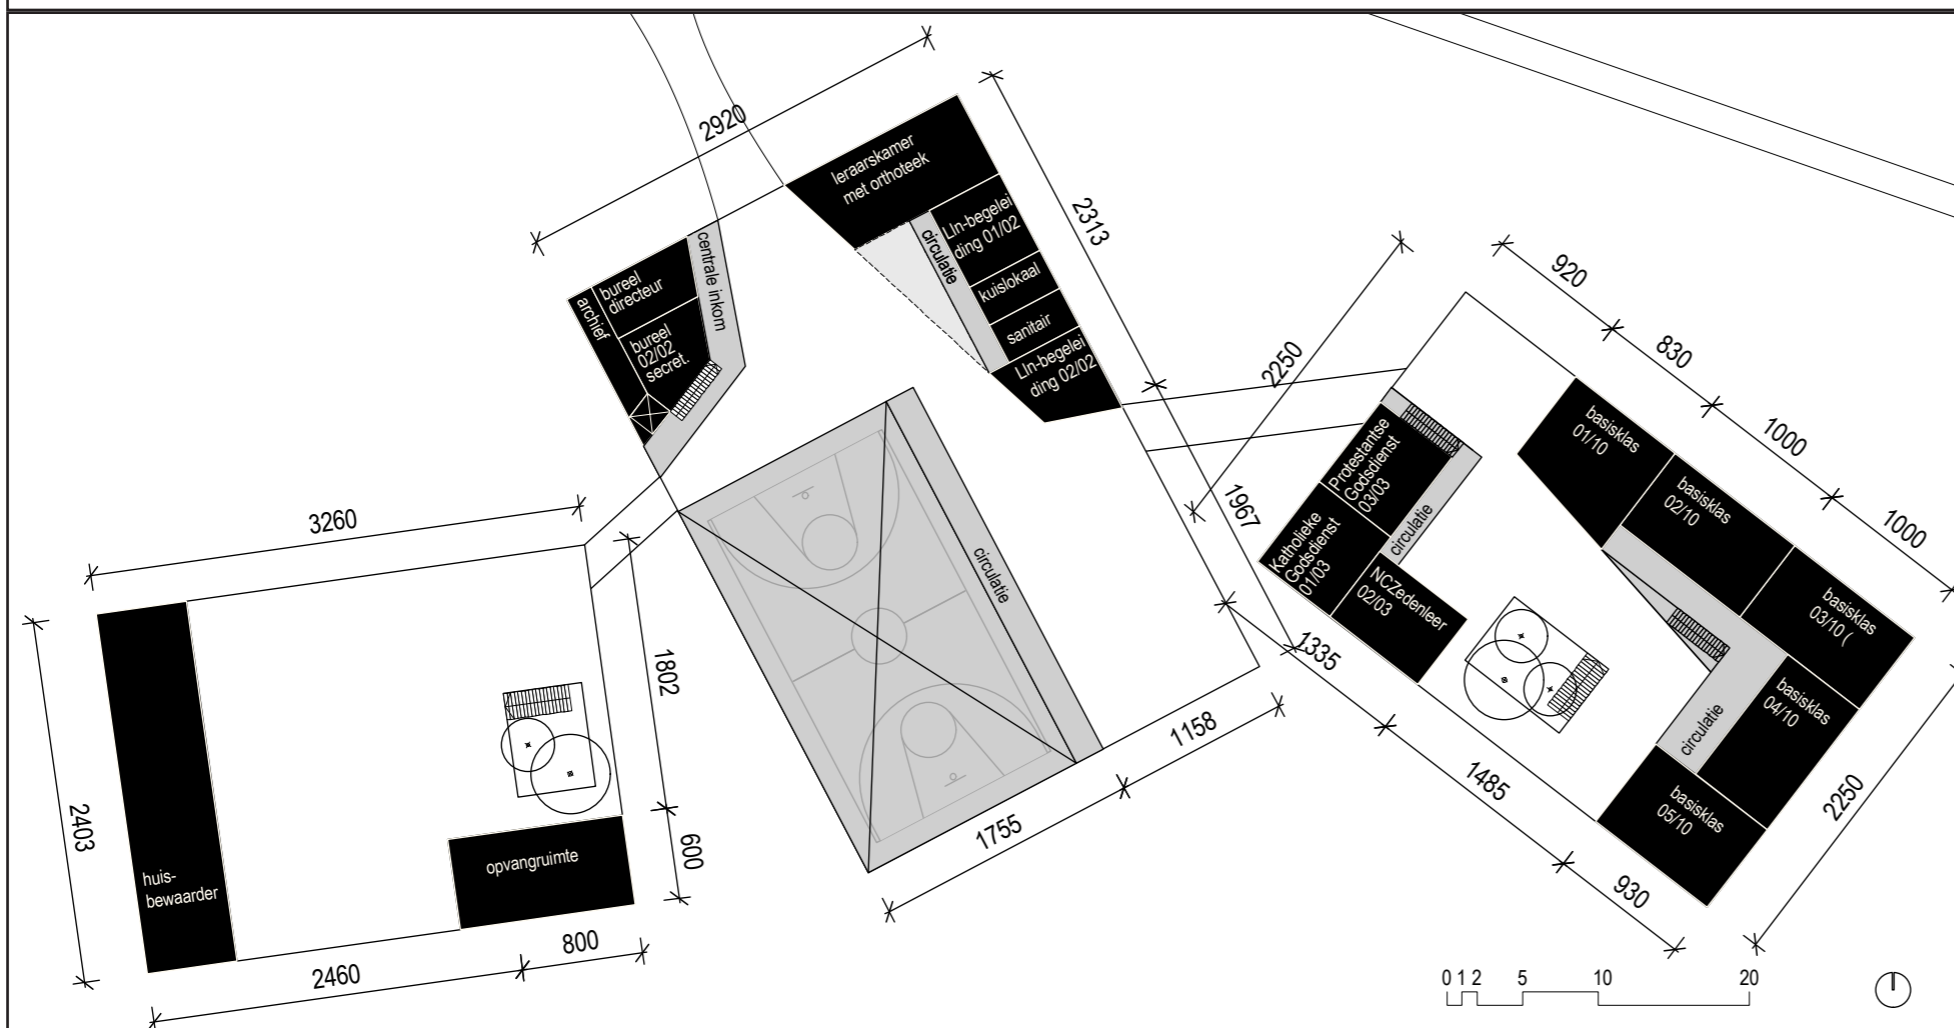 2920
leraarskamer
met orthoteek
circulatie
Lln-begelei
ding 01/02
kuislokaal
sanitair
Lln-begelei
ding 02/02
2313
centrale inkom
archief
bureel
directeur
bureel
02/02
secret.
3260
2403
huis-
bewaarder
opvangruimte
1802
600
2460
800
circulatie
1755
1158
1967
2250
1335
1485
930
920
830
1000
1000
2250
Protestantse
Godsdienst
03/03
Katholieke
Godsdienst
01/03
NCZedenleer
02/03
circulatie
basisklas
01/10
basisklas
02/10
basisklas
03/10 (
basisklas
04/10
basisklas
05/10
circulatie
0 1 2 5 10 20